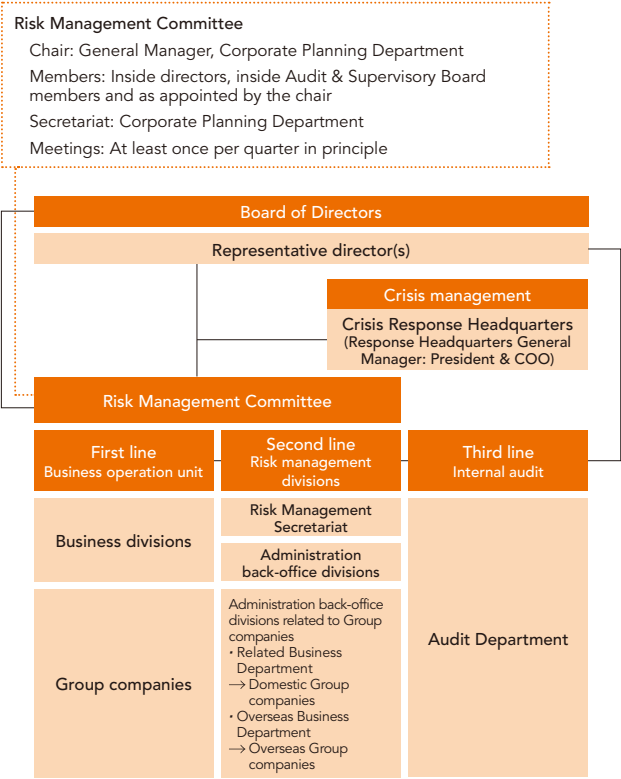 Risk Management Committee
Chair: General Manager, Corporate Planning Department
Members: Inside directors, inside Audit & Supervisory Board
members and as appointed by the chair
Secretariat: Corporate Planning Department
Meetings: At least once per quarter in principle
Board of Directors
Representative director(s)
Crisis management
Crisis Response Headquarters
(Response Headquarters General
Manager: President & COO)
Risk Management Committee
First line
Business operation unit
Second line
Risk management
divisions
Third line
Internal audit
Business divisions
Risk Management
Secretariat
Administration
back-office divisions
Group companies
Administration back-office
divisions related to Group
companies
・Related Business
Department
→ Domestic Group
companies
・Overseas Business
Department
→ Overseas Group
companies
Audit Department